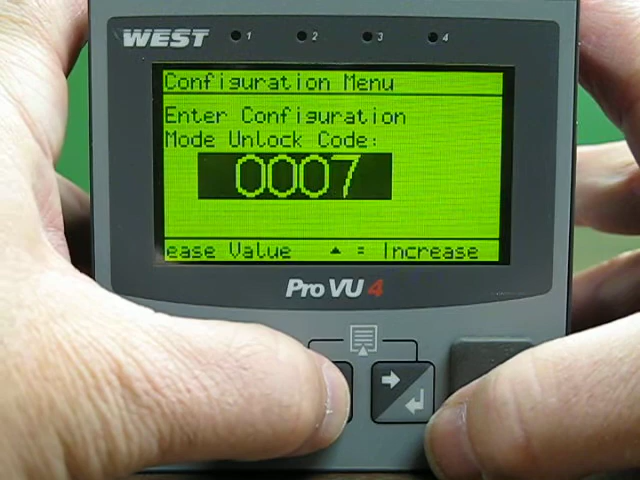 WEST 1 2 3 4
Configuration Menu
Enter Configuration
Mode Unlock Code:
0007
ease Value ▲ = Increase
Pro VU 4